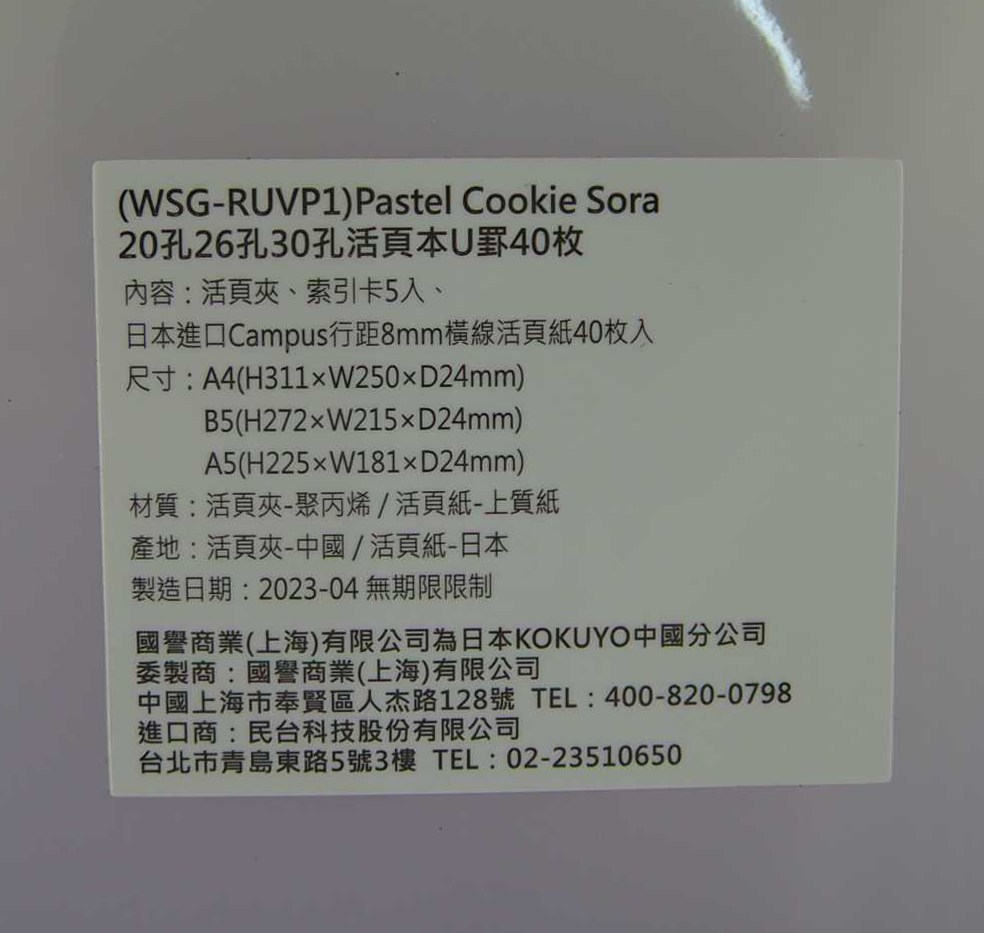 (WSG-RUVP1)Pastel Cookie Sora
20孔26孔30孔活頁本U罫40枚
內容：活頁夾、索引卡5入、
日本進口Campus行距8mm橫線活頁紙40枚入
尺寸：A4(H311×W250×D24mm)
B5(H272×W215×D24mm)
A5(H225×W181×D24mm)
材質：活頁夾-聚丙烯 / 活頁紙-上質紙
產地：活頁夾-中國 / 活頁紙-日本
製造日期：2023-04 無期限限制
國譽商業(上海)有限公司為日本KOKUYO中國分公司
委製商：國譽商業(上海)有限公司
中國上海市奉賢區人杰路128號 TEL：400-820-0798
進口商：民台科技股份有限公司
台北市青島東路5號3樓 TEL：02-23510650